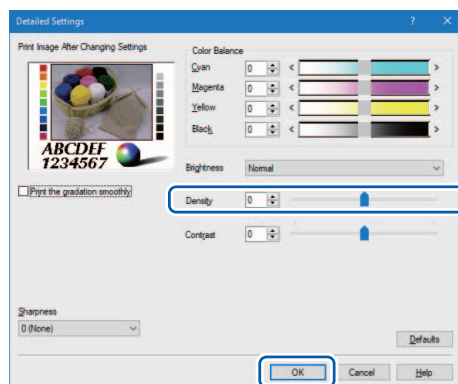 Detailed Settings ? ×
Print Image After Changing Settings
ABCDEF
1234567
Print the gradation smoothly
Sharpness
0 (None)
Color Balance
Cyan 0 < >
Magenta 0 < >
Yellow 0 < >
Black 0 < >
Brightness Normal
Density 0
Contrast 0
Defaults
OK Cancel Help